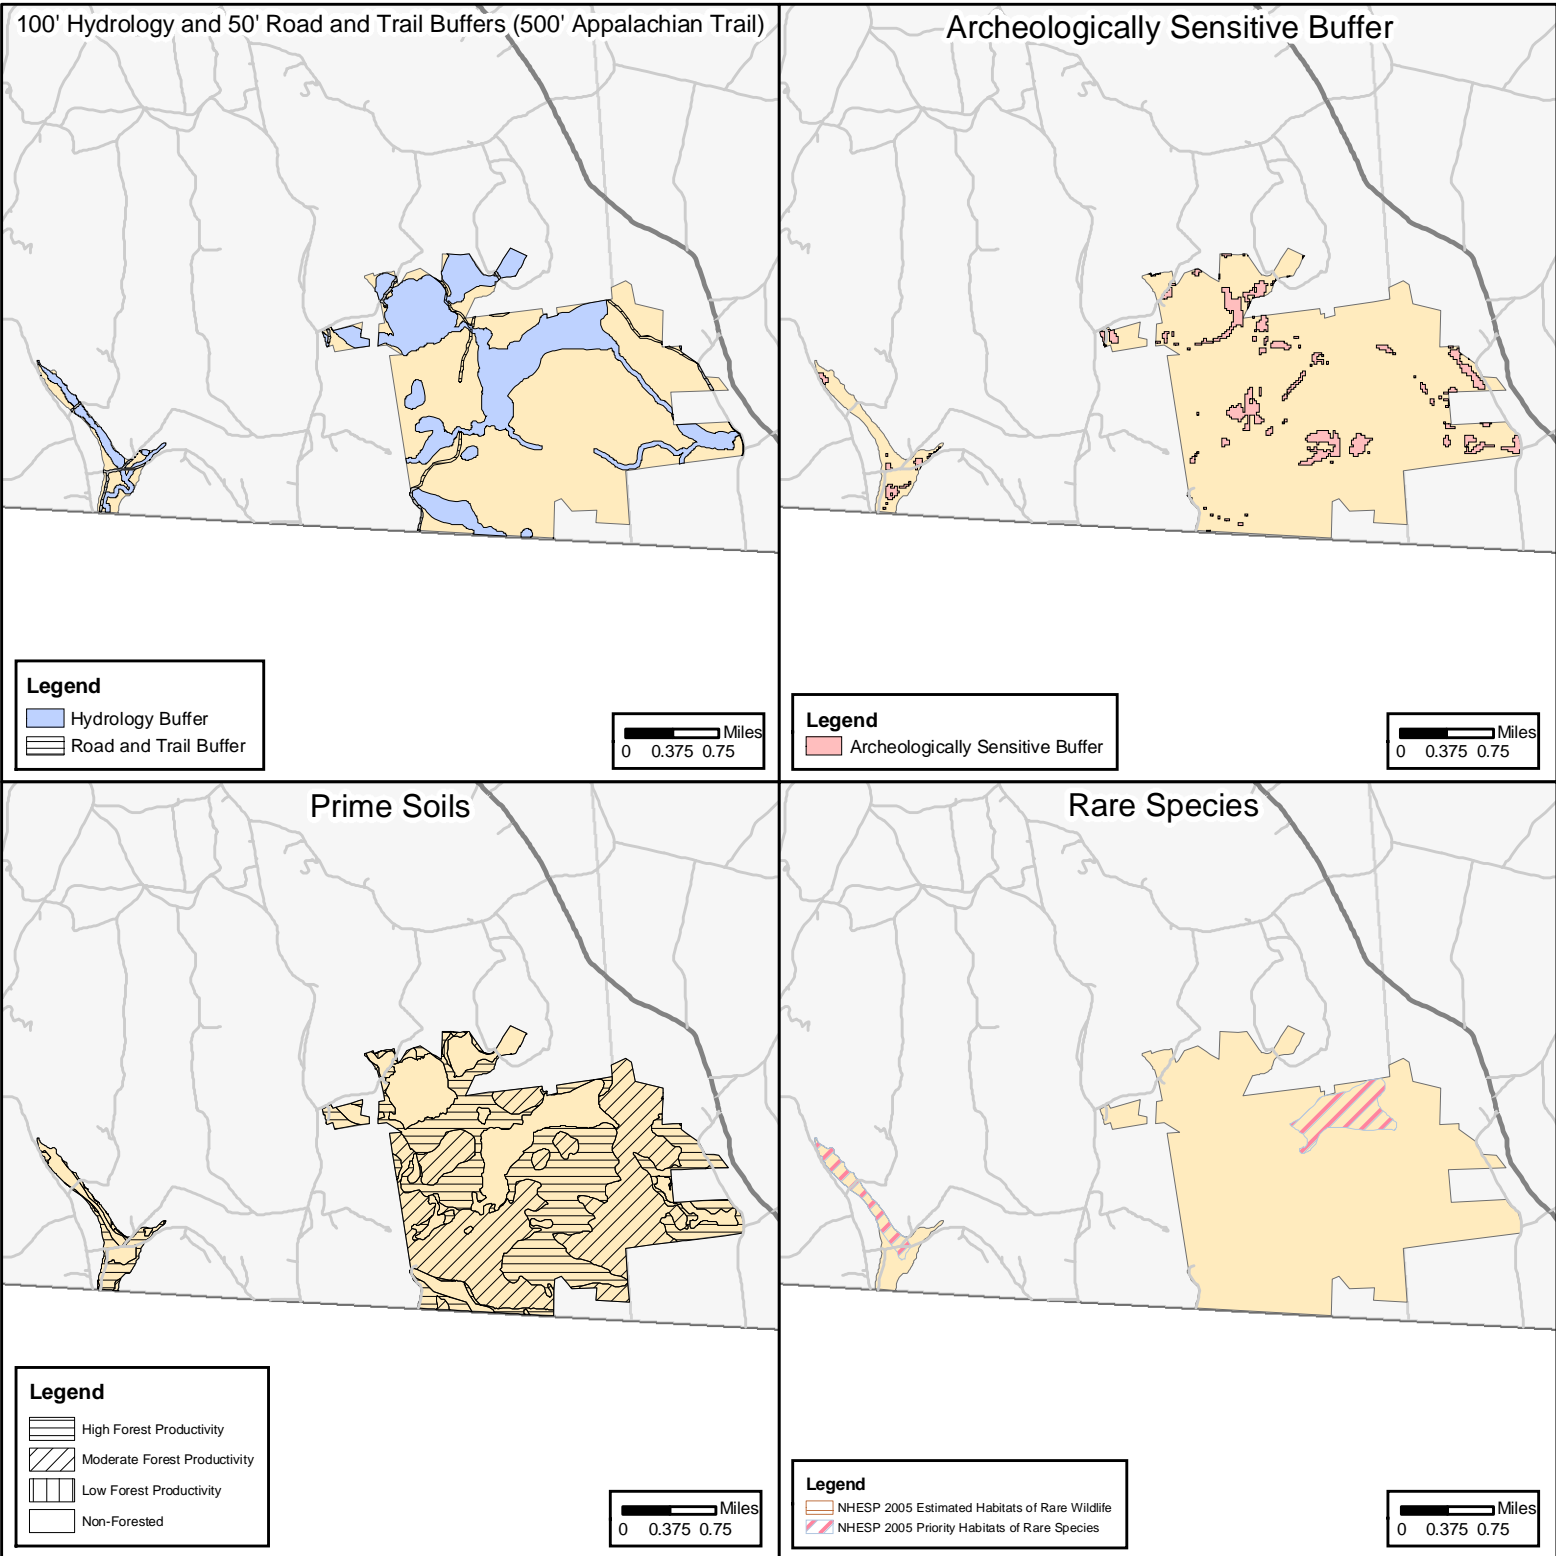 100' Hydrology and 50' Road and Trail Buffers (500' Appalachian Trail)
Legend
Hydrology Buffer
Road and Trail Buffer
Miles
0 0.375 0.75
Archeologically Sensitive Buffer
Legend
Archeologically Sensitive Buffer
Miles
0 0.375 0.75
Prime Soils
Legend
High Forest Productivity
Moderate Forest Productivity
Low Forest Productivity
Non-Forested
Miles
0 0.375 0.75
Rare Species
Legend
NHESP 2005 Estimated Habitats of Rare Wildlife
NHESP 2005 Priority Habitats of Rare Species
Miles
0 0.375 0.75